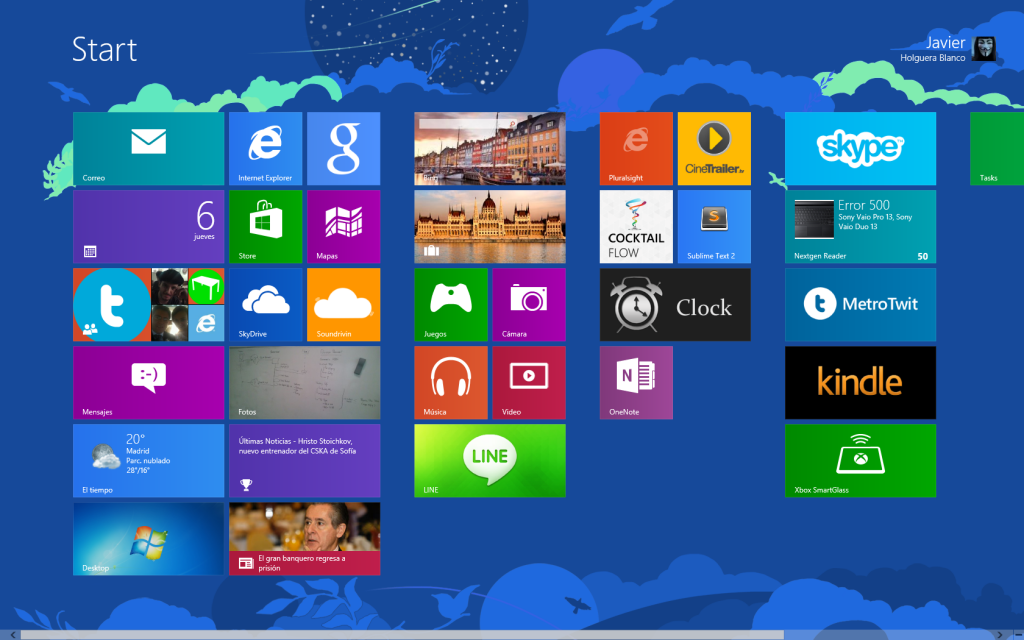 Start
Javier
Holguera Blanco
Correo
Internet Explorer
g
Bing
Pluralsight
CineTrailer.tv
skype
Tasks
6
jueves
Store
Mapas
COCKTAIL
FLOW
S
Sublime Text 2
Error 500
Sony Vaio Pro 13, Sony
Vaio Duo 13
Nextgen Reader
50
SkyDrive
Soundrivin
Juegos
Cámara
Clock
MetroTwit
Mensajes
Fotos
Música
Video
N
OneNote
kindle
20°
Madrid
Parc. nublado
28°/16°
El tiempo
Últimas Noticias - Hristo Stoichkov,
nuevo entrenador del CSKA de Sofía
LINE
LINE
Xbox SmartGlass
Desktop
El gran banquero regresa a
prisión